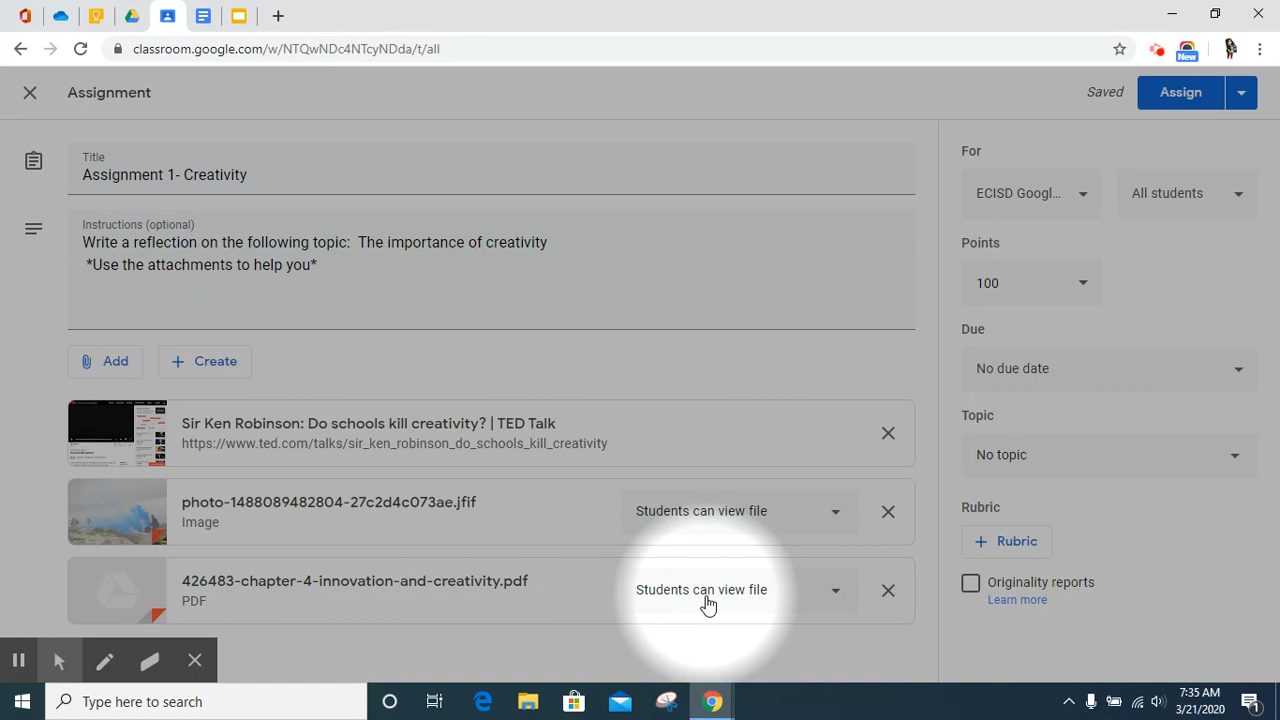 classroom.google.com/w/NTQwNDc4NTcyNDda/t/all
New
Assignment
Saved
Assign
Title
Assignment 1- Creativity
Instructions (optional)
Write a reflection on the following topic:  The importance of creativity
*Use the attachments to help you*
Add
Create
Sir Ken Robinson: Do schools kill creativity? | TED Talk
https://www.ted.com/talks/sir_ken_robinson_do_schools_kill_creativity
photo-1488089482804-27c2d4c073ae.jfif
Image
Students can view file
426483-chapter-4-innovation-and-creativity.pdf
PDF
Students can view file
For
ECISD Googl...
All students
Points
100
Due
No due date
Topic
No topic
Rubric
Rubric
Originality reports
Learn more
Type here to search
7:35 AM
3/21/2020
1